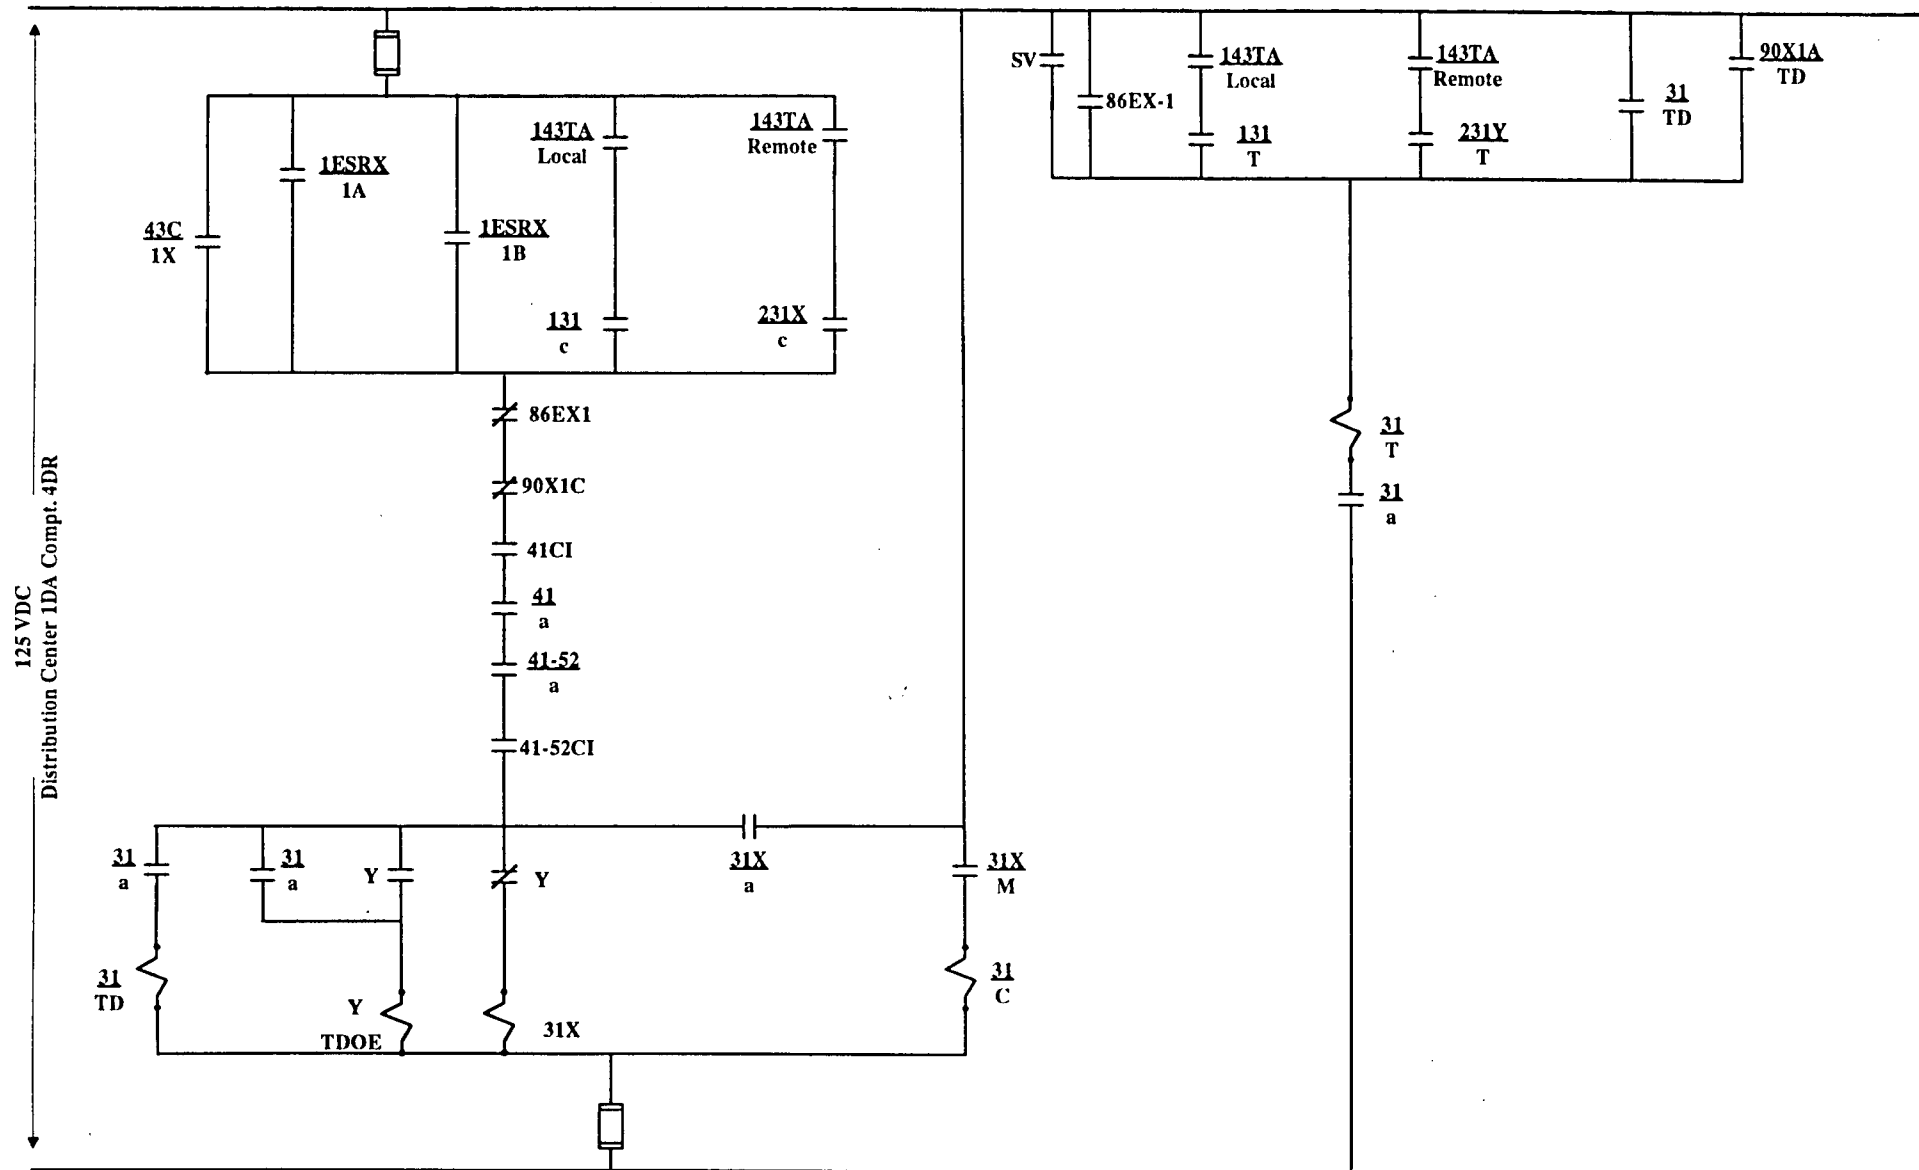 SV
86EX-1
143TA
Local
131
T
143TA
Remote
231Y
T
31
TD
90X1A
TD
143TA
Local
143TA
Remote
1ESRX
1A
43C
1X
1ESRX
1B
131
c
231X
c
86EX1
90X1C
41CI
41
a
41-52
a
41-52CI
31
T
31
a
125 VDC
Distribution Center 1DA Compt. 4DR
31
a
31
a
Y
Y
31X
a
31X
M
31
TD
Y
TDOE
31X
31
C